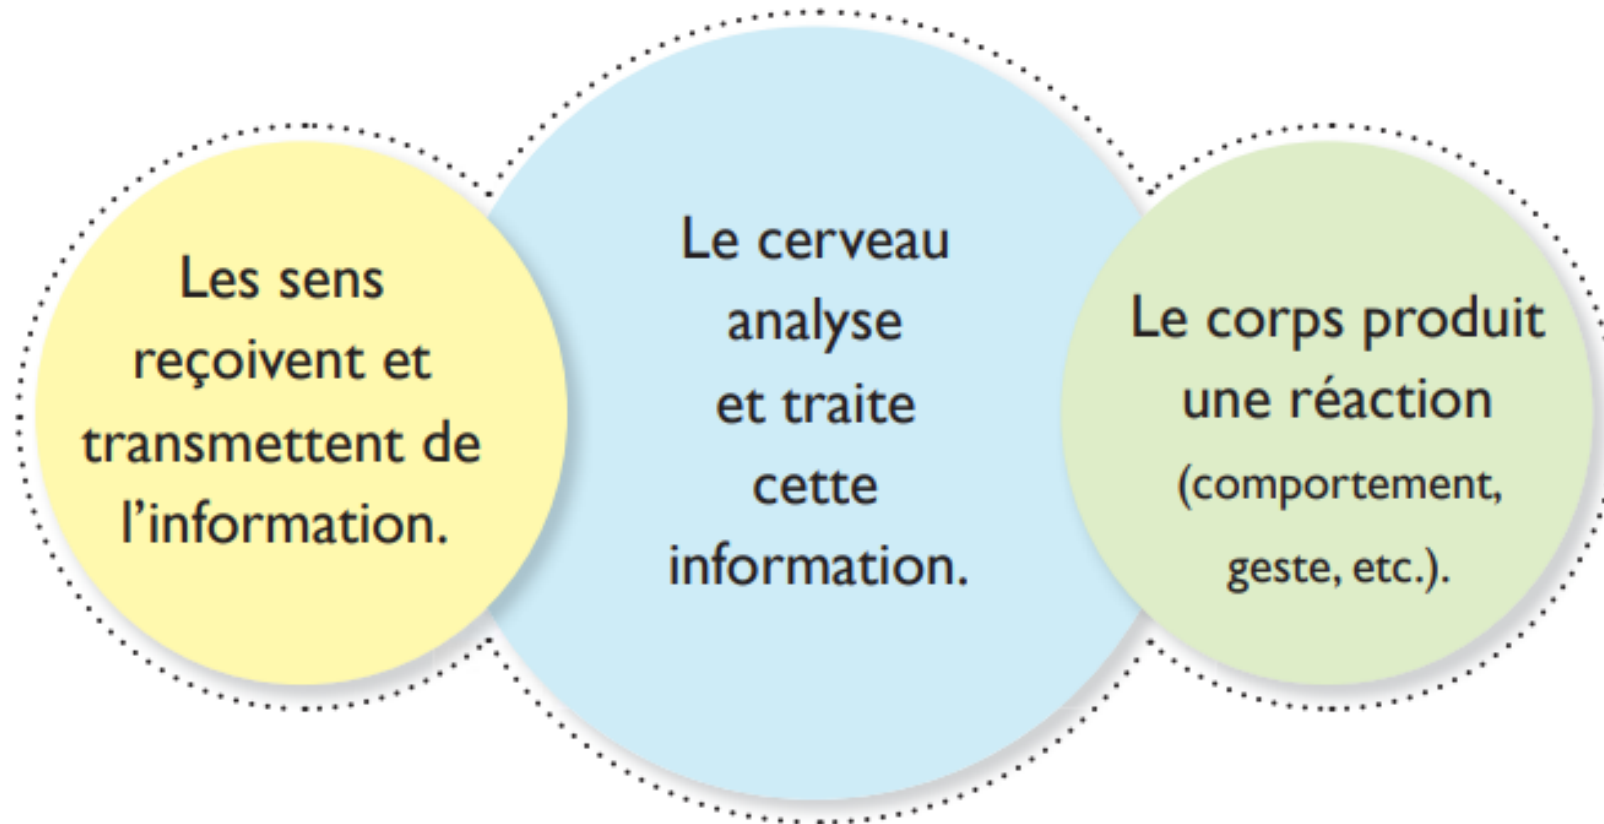 Les sens
reçoivent et
transmettent de
l’information.
Le cerveau
analyse
et traite
cette
information.
Le corps produit
une réaction
(comportement,
geste, etc.).